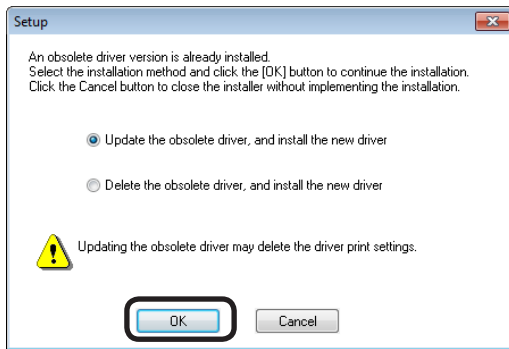 Setup
An obsolete driver version is already installed.
Select the installation method and click the [OK] button to continue the installation.
Click the Cancel button to close the installer without implementing the installation.
Update the obsolete driver, and install the new driver
Delete the obsolete driver, and install the new driver
Updating the obsolete driver may delete the driver print settings.
OK Cancel